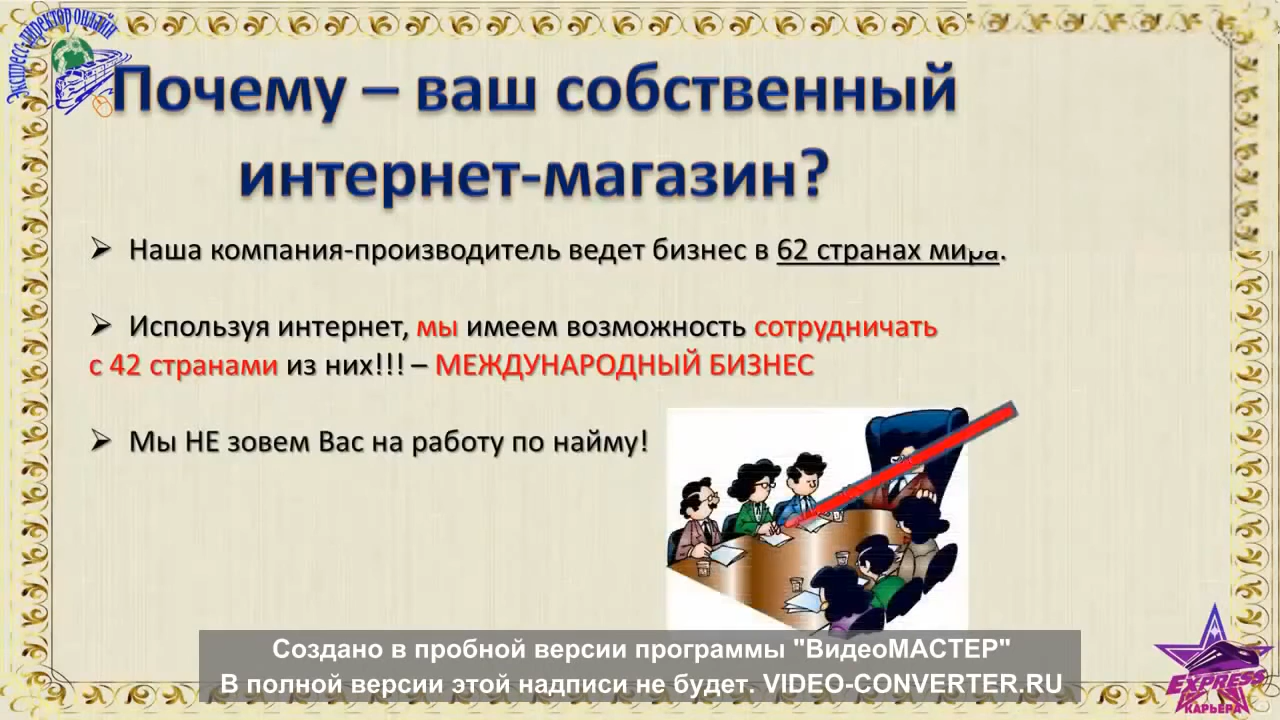 Экспресс-директор онлайн
Почему – ваш собственный
интернет-магазин?
Наша компания-производитель ведет бизнес в 62 странах мира.
Используя интернет, мы имеем возможность сотрудничать
с 42 странами из них!!! – МЕЖДУНАРОДНЫЙ БИЗНЕС
Мы НЕ зовем Вас на работу по найму!
Создано в пробной версии программы "ВидеоМАСТЕР"
В полной версии этой надписи не будет. VIDEO-CONVERTER.RU
EXPRESS
КАРЬЕРА